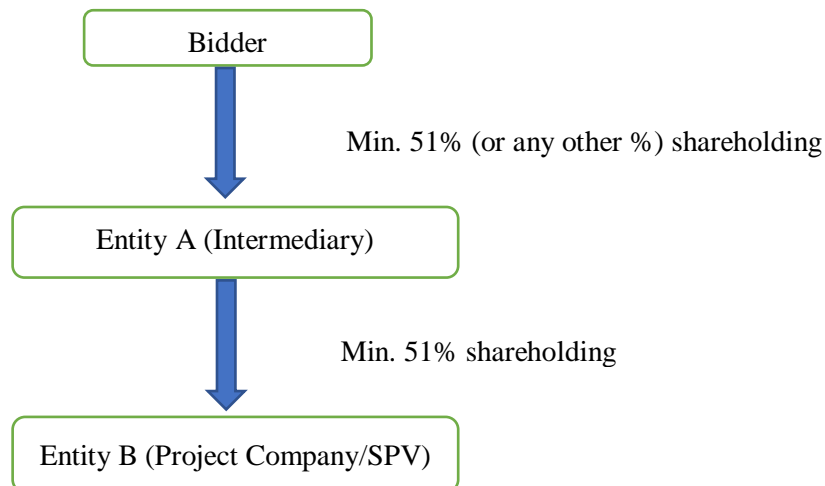 Bidder
Min. 51% (or any other %) shareholding
Entity A (Intermediary)
Min. 51% shareholding
Entity B (Project Company/SPV)